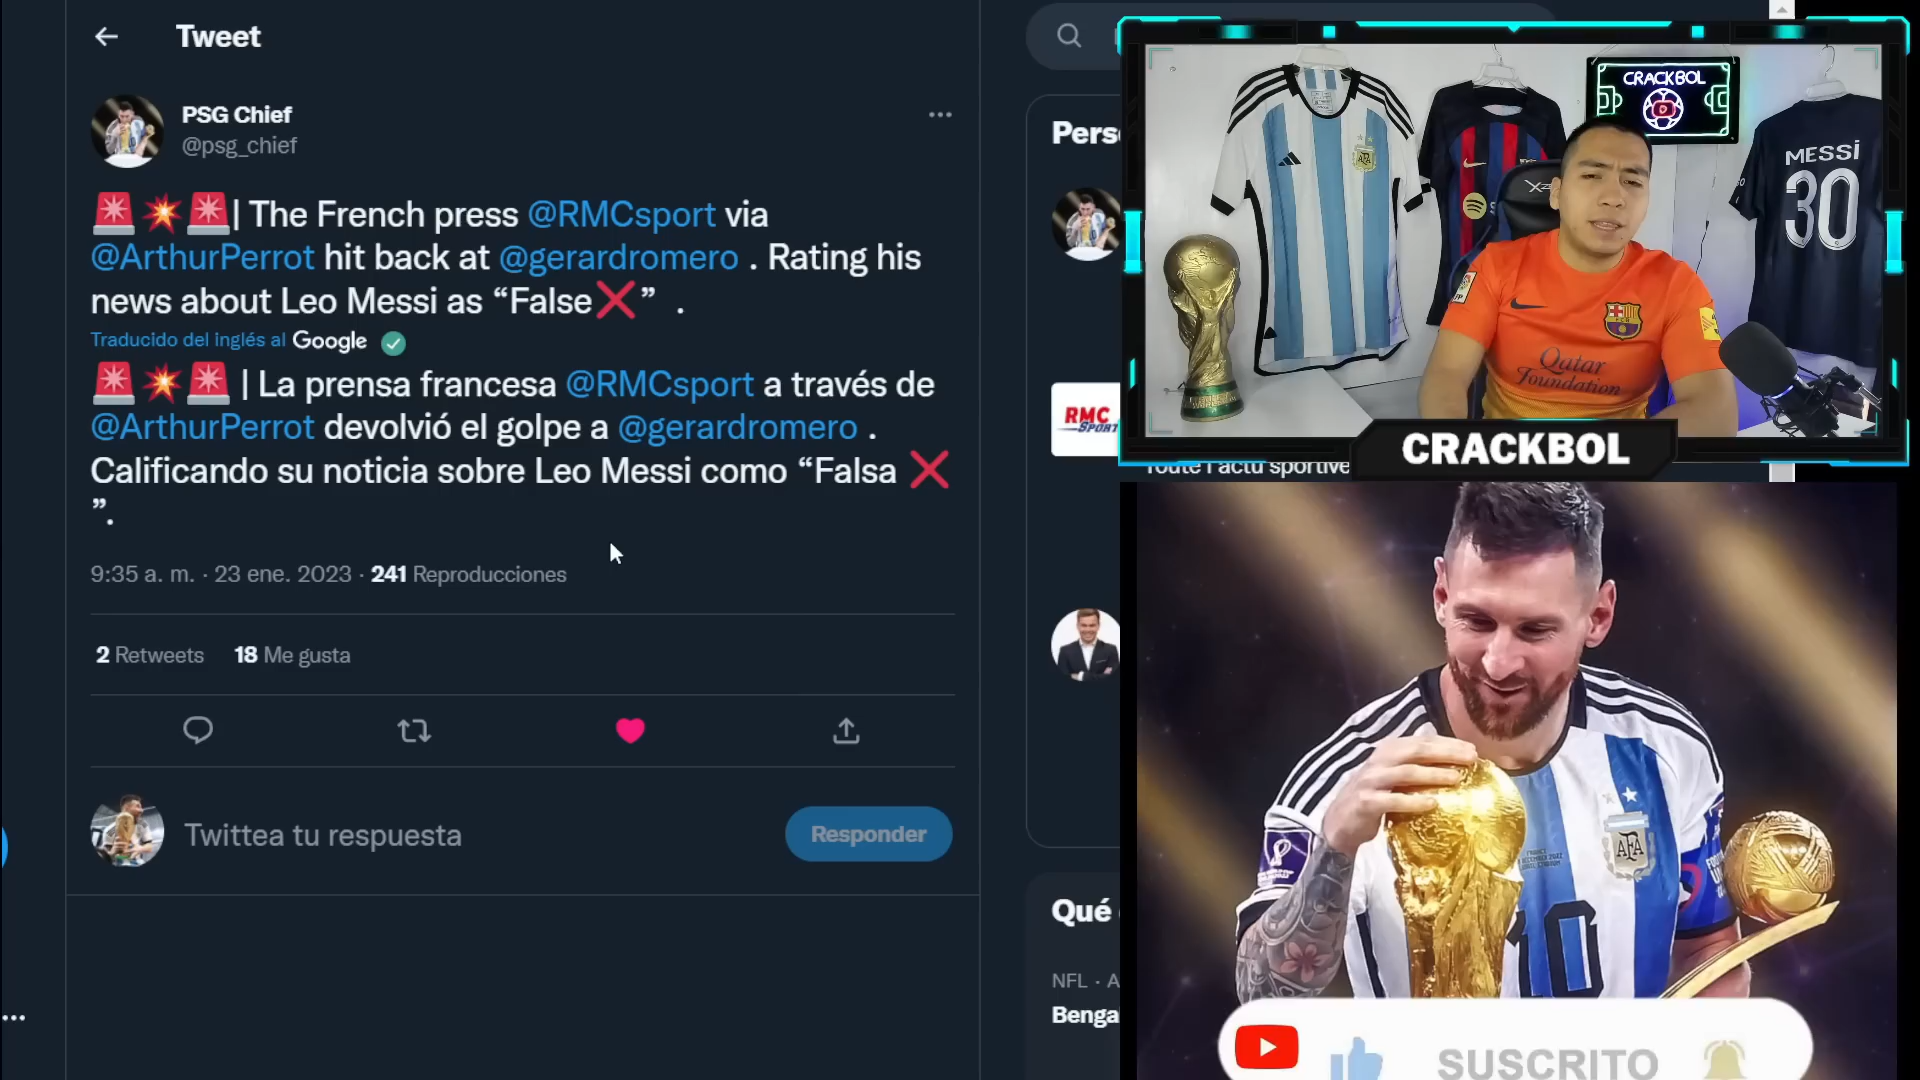 Tweet
PSG Chief
@psg_chief
🚨💥🚨| The French press @RMCsport via
@ArthurPerrot hit back at @gerardromero . Rating his
news about Leo Messi as “False❌” .
Traducido del inglés al Google
🚨💥🚨 | La prensa francesa @RMCsport a través de
@ArthurPerrot devolvió el golpe a @gerardromero .
Calificando su noticia sobre Leo Messi como “Falsa ❌
”.
9:35 a. m. · 23 ene. 2023 · 241 Reproducciones
2 Retweets 18 Me gusta
Twittea tu respuesta
Responder
RMC
SPORT
Toute l'actu sportive
Qué
NFL · A
CRACKBOL
MESSI
30
Qatar
Foundation
CRACKBOL
AFA
10
SUSCRITO